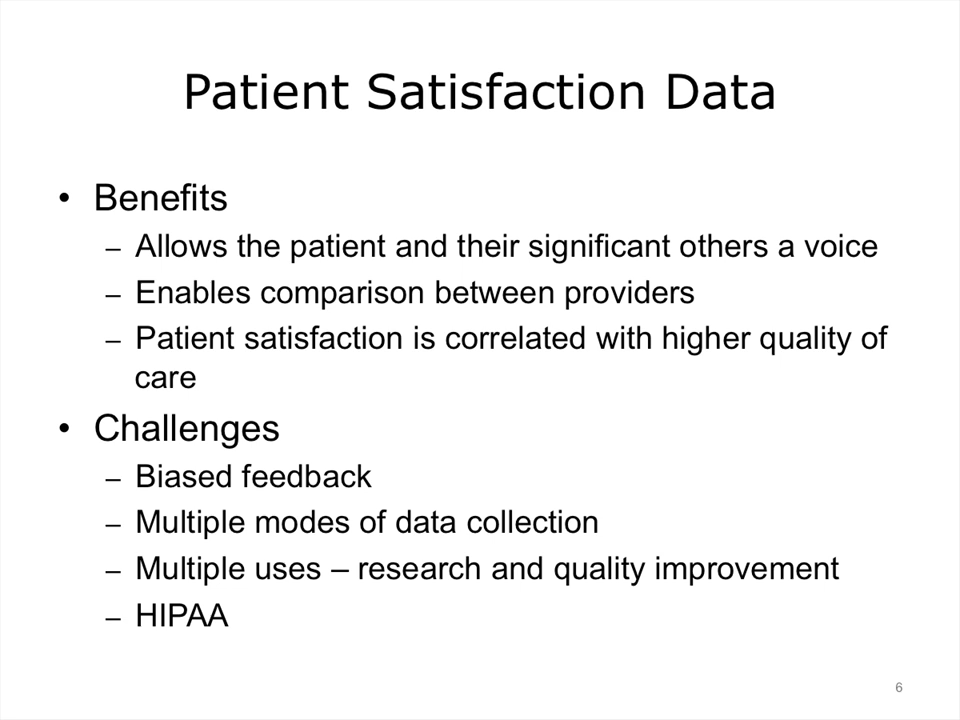 Patient Satisfaction Data
• Benefits
– Allows the patient and their significant others a voice
– Enables comparison between providers
– Patient satisfaction is correlated with higher quality of
care
• Challenges
– Biased feedback
– Multiple modes of data collection
– Multiple uses – research and quality improvement
– HIPAA
6